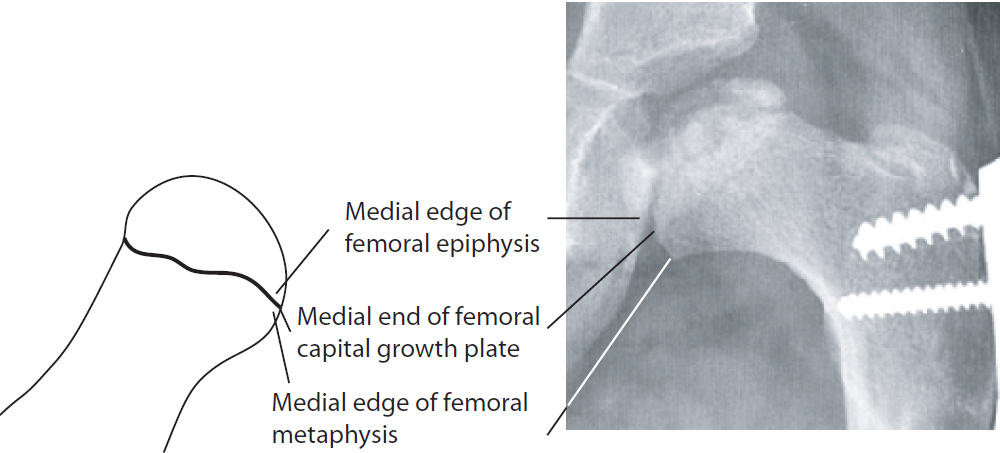 Medial edge of
femoral epiphysis
Medial end of femoral
capital growth plate
Medial edge of femoral
metaphysis